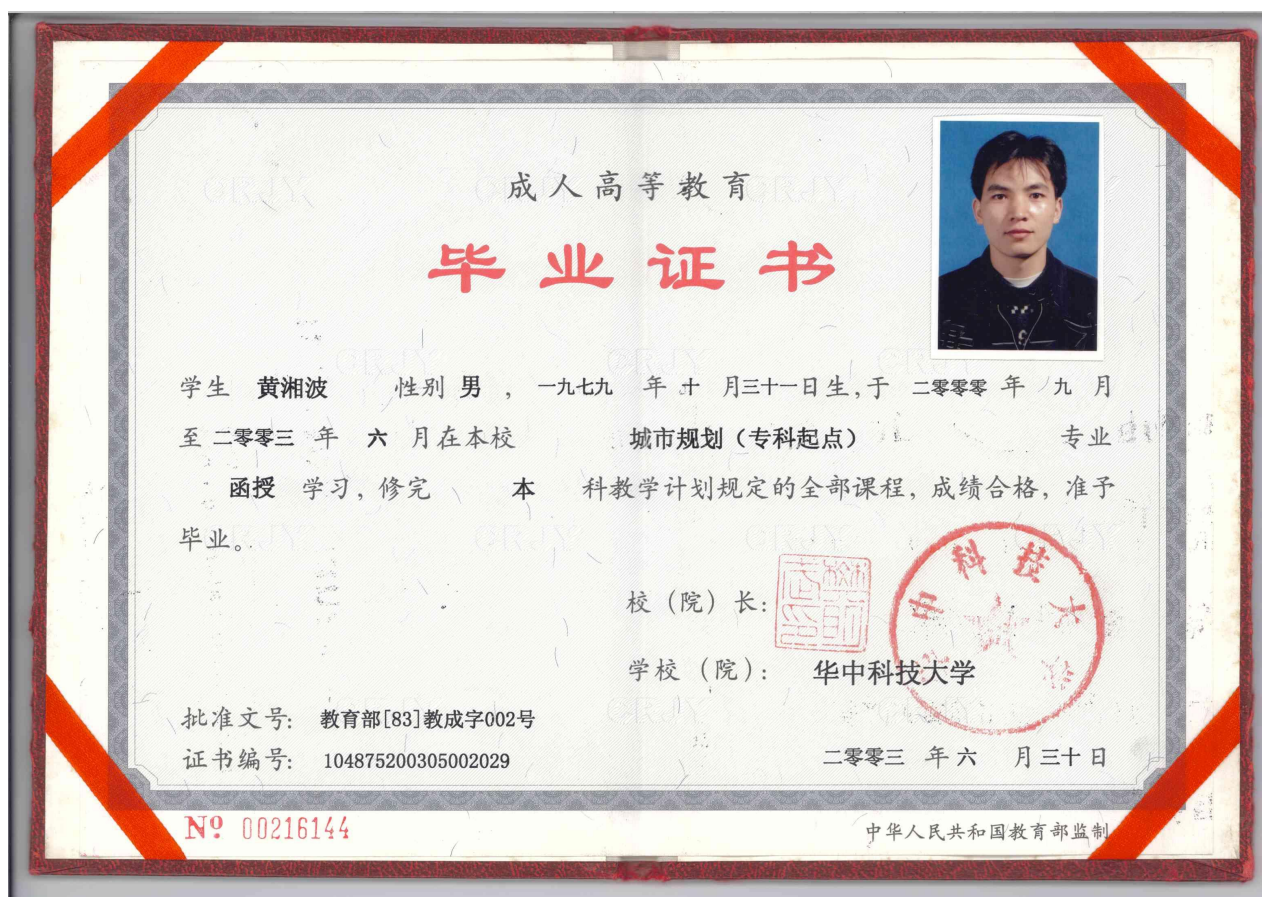 成人高等教育
毕业证书
学生 黄湘波 性别 男 , 一九七九 年 十 月 三十一日生,于 二零零零 年 九 月
至 二零零三 年 六 月在本校 城市规划(专科起点) 专业
函授 学习, 修完 本 科教学计划规定的全部课程, 成绩合格, 准予
毕业。
校(院)长:
学校(院): 华中科技大学
批准文号: 教育部[83]教成字002号
证书编号: 104875200305002029
二零零三 年 六 月 三十 日
Nº 00216144
中华人民共和国教育部监制